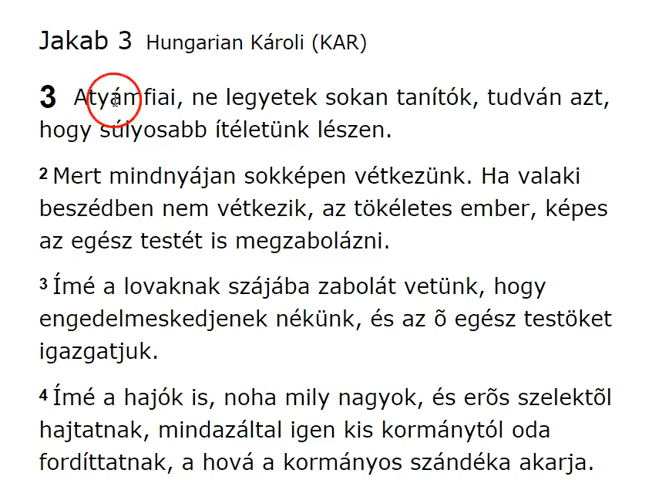 Jakab 3 Hungarian Károli (KAR)
3 Atyámfiai, ne legyetek sokan tanítók, tudván azt,
hogy súlyosabb ítéletünk lészen.
2 Mert mindnyájan sokképen vétkezünk. Ha valaki
beszédben nem vétkezik, az tökéletes ember, képes
az egész testét is megzabolázni.
3 Ímé a lovaknak szájába zabolát vetünk, hogy
engedelmeskedjenek nékünk, és az õ egész testöket
igazgatjuk.
4 Ímé a hajók is, noha mily nagyok, és erõs szelektõl
hajtatnak, mindazáltal igen kis kormánytól oda
fordíttatnak, a hová a kormányos szándéka akarja.